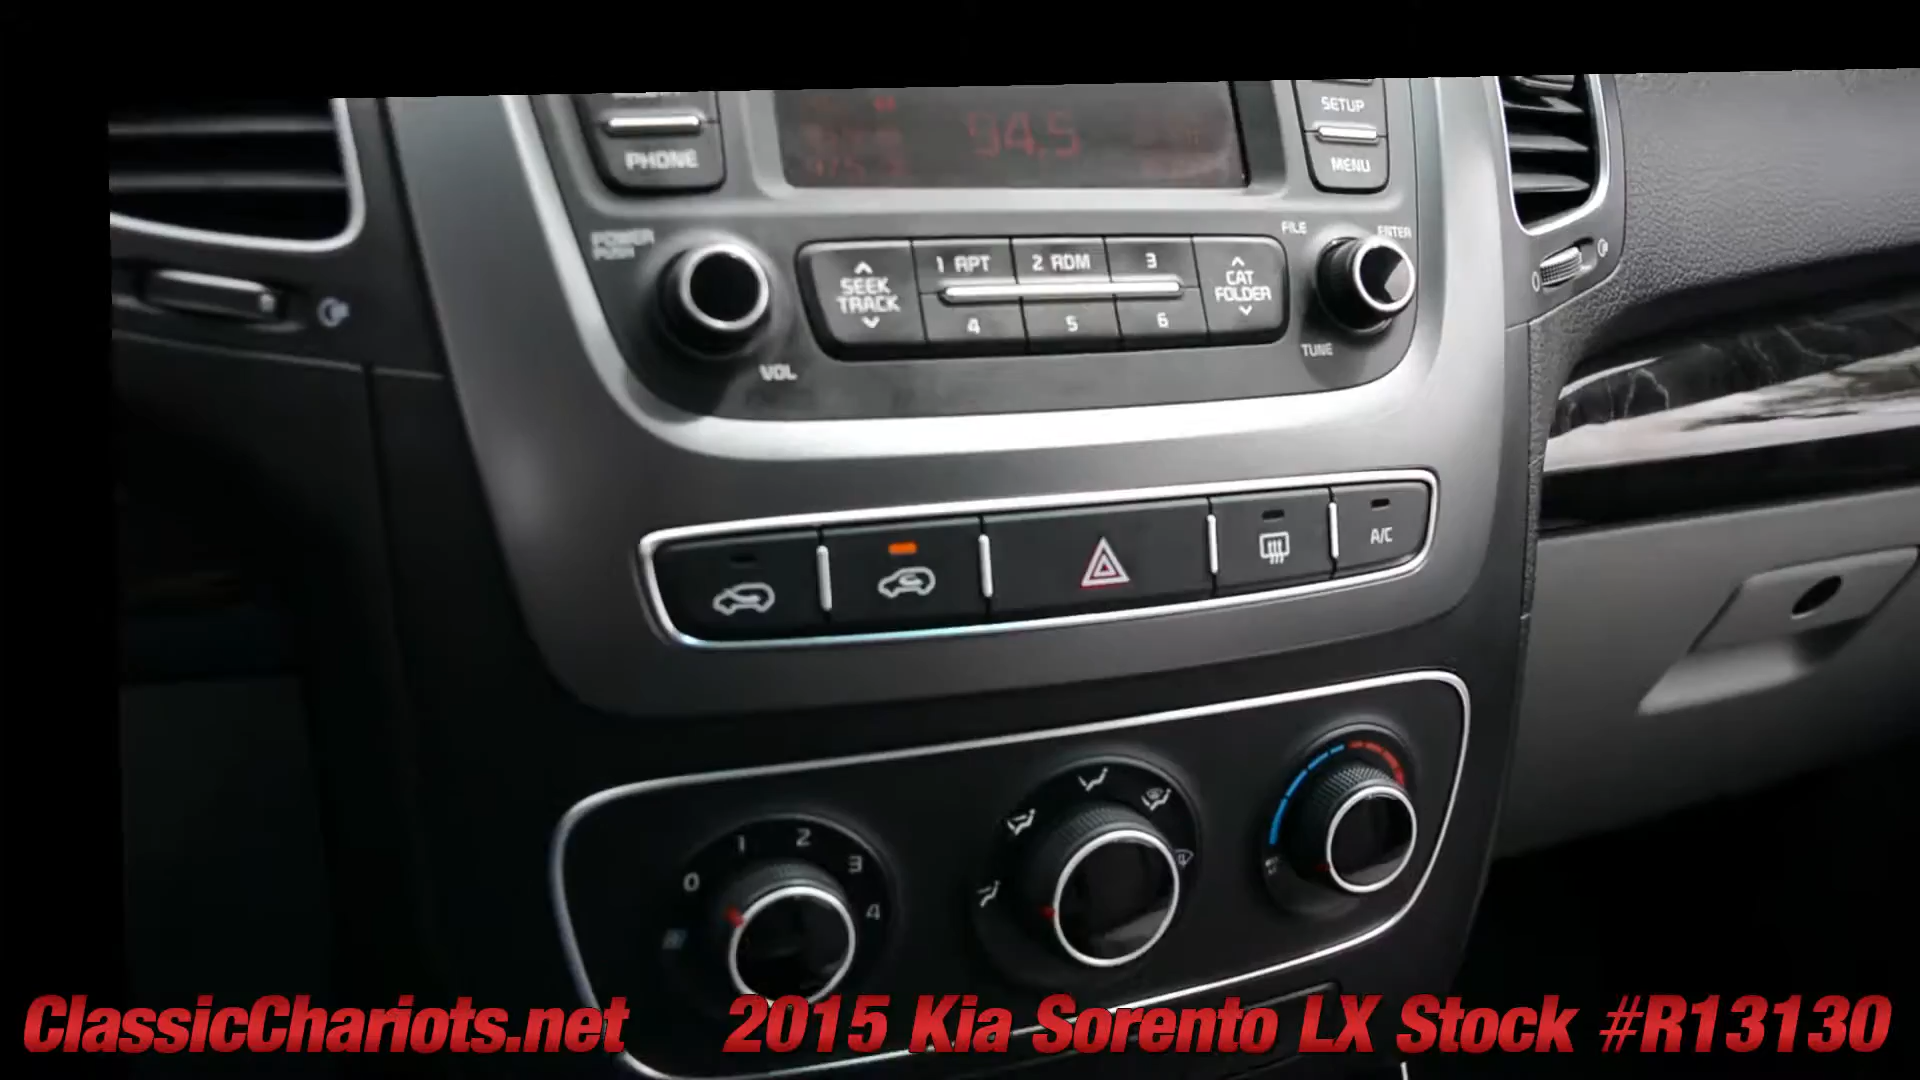 SETUP
94.5
PHONE
MENU
POWER
PUSH
FILE
ENTER
1 RPT
2 RDM
3
SEEK
TRACK
CAT
FOLDER
4
5
6
VOL
TUNE
A/C
0
1
2
3
4
ClassicChariots.net 2015 Kia Sorento LX Stock #R13130